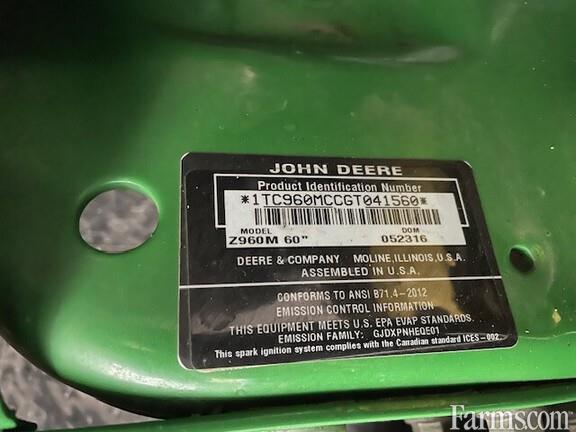 JOHN DEERE
Product Identification Number
*1TC960MCCGT041560*
MODEL DOM
Z960M 60" 052316
DEERE & COMPANY MOLINE,ILLINOIS,U.S.A.
ASSEMBLED IN U.S.A.
CONFORMS TO ANSI B71.4-2012
EMISSION CONTROL INFORMATION
THIS EQUIPMENT MEETS U.S. EPA EVAP STANDARDS.
EMISSION FAMILY: GJDXPNHEQE01
This spark ignition system complies with the Canadian standard ICES-002.
Farms.com